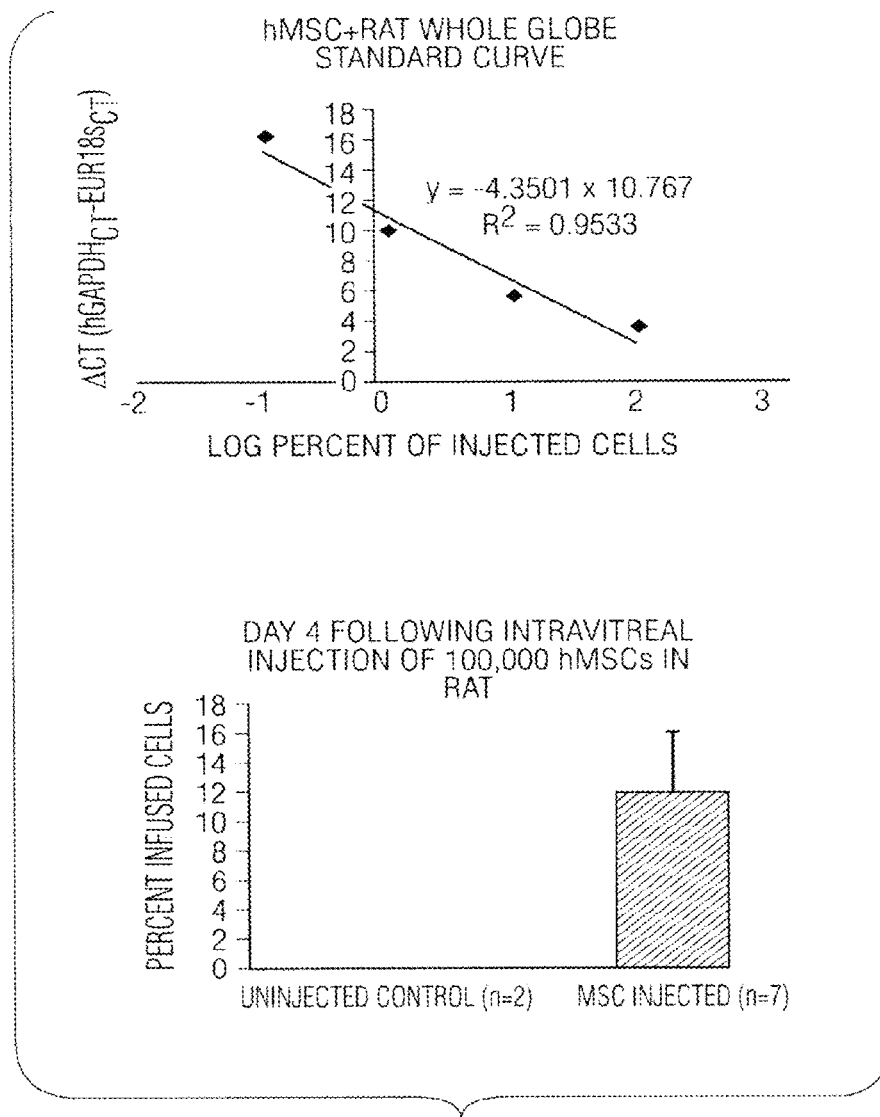 hMSC+RAT WHOLE GLOBE
STANDARD CURVE
ΔCT (hGAPDHCT-EUR18sCT)
18
16
14
12
10
8
6
4
2
0
y = -4.3501 x 10.767
R2 = 0.9533
-2 -1 0 1 2 3
LOG PERCENT OF INJECTED CELLS
DAY 4 FOLLOWING INTRAVITREAL
INJECTION OF 100,000 hMSCs IN
RAT
PERCENT INFUSED CELLS
18
16
14
12
10
8
6
4
2
0
UNINJECTED CONTROL (n=2) MSC INJECTED (n=7)